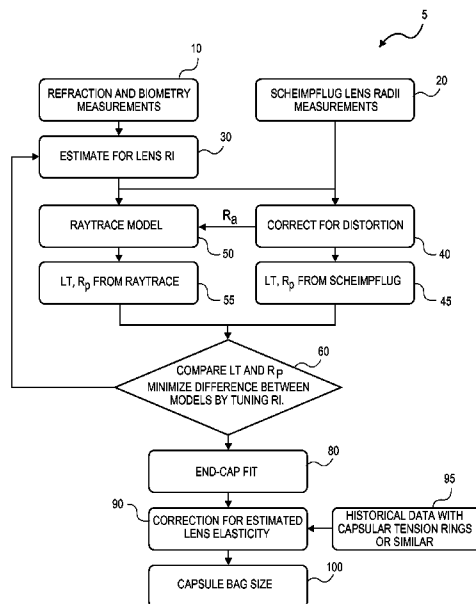 5
10
REFRACTION AND BIOMETRY
MEASUREMENTS
20
SCHEIMPFLUG LENS RADII
MEASUREMENTS
30
ESTIMATE FOR LENS RI
RAYTRACE MODEL
50
Ra
CORRECT FOR DISTORTION
40
LT, Rp FROM RAYTRACE
55
LT, Rp FROM SCHEIMPFLUG
45
60
COMPARE LT AND RP
MINIMIZE DIFFERENCE BETWEEN
MODELS BY TUNING RI.
80
END-CAP FIT
90
CORRECTION FOR ESTIMATED
LENS ELASTICITY
95
HISTORICAL DATA WITH
CAPSULAR TENSION RINGS
OR SIMILAR
100
CAPSULE BAG SIZE